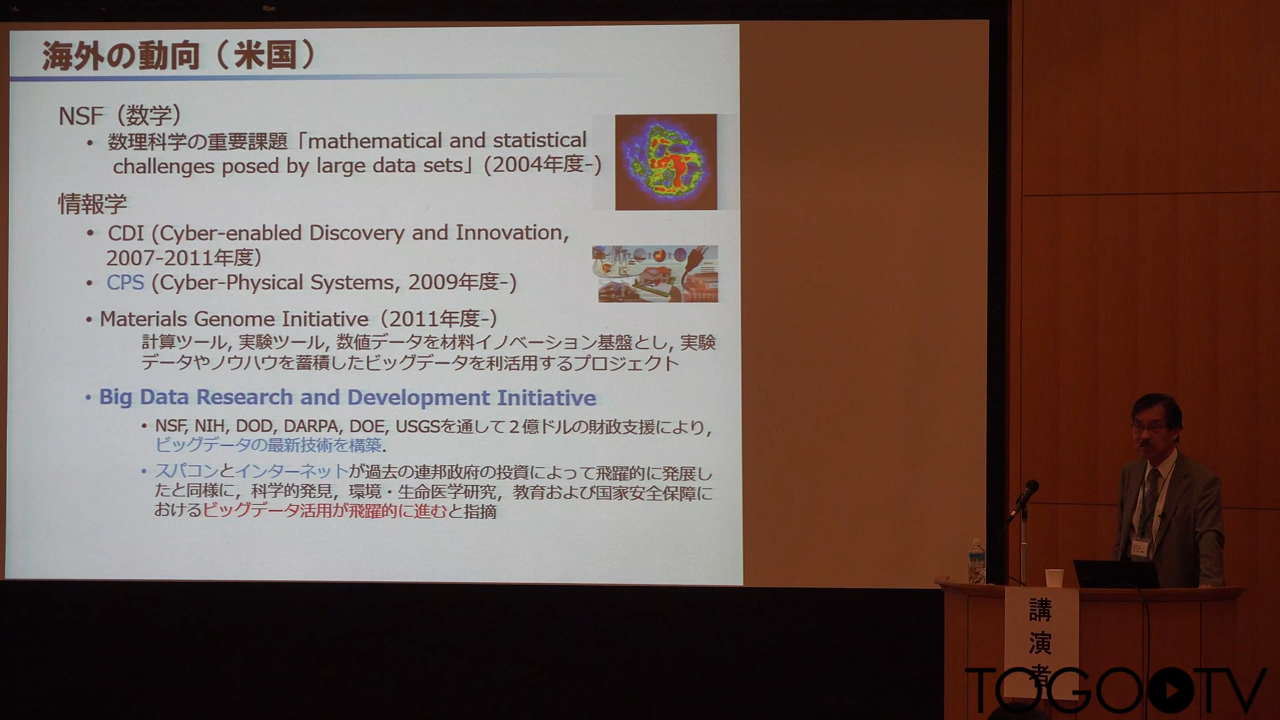 海外の動向（米国）
NSF（数学）
• 数理科学の重要課題「mathematical and statistical
challenges posed by large data sets」(2004年度-)
情報学
• CDI (Cyber-enabled Discovery and Innovation,
2007-2011年度）
• CPS (Cyber-Physical Systems, 2009年度-)
• Materials Genome Initiative（2011年度-）
計算ツール, 実験ツール, 数値データを材料イノベーション基盤とし, 実験
データやノウハウを蓄積したビッグデータを利活用するプロジェクト
• Big Data Research and Development Initiative
• NSF, NIH, DOD, DARPA, DOE, USGSを通して２億ドルの財政支援により,
ビッグデータの最新技術を構築.
• スパコンとインターネットが過去の連邦政府の投資によって飛躍的に発展し
たと同様に，科学的発見，環境・生命医学研究，教育および国家安全保障に
おけるビッグデータ活用が飛躍的に進むと指摘
講演者
TOGOTV